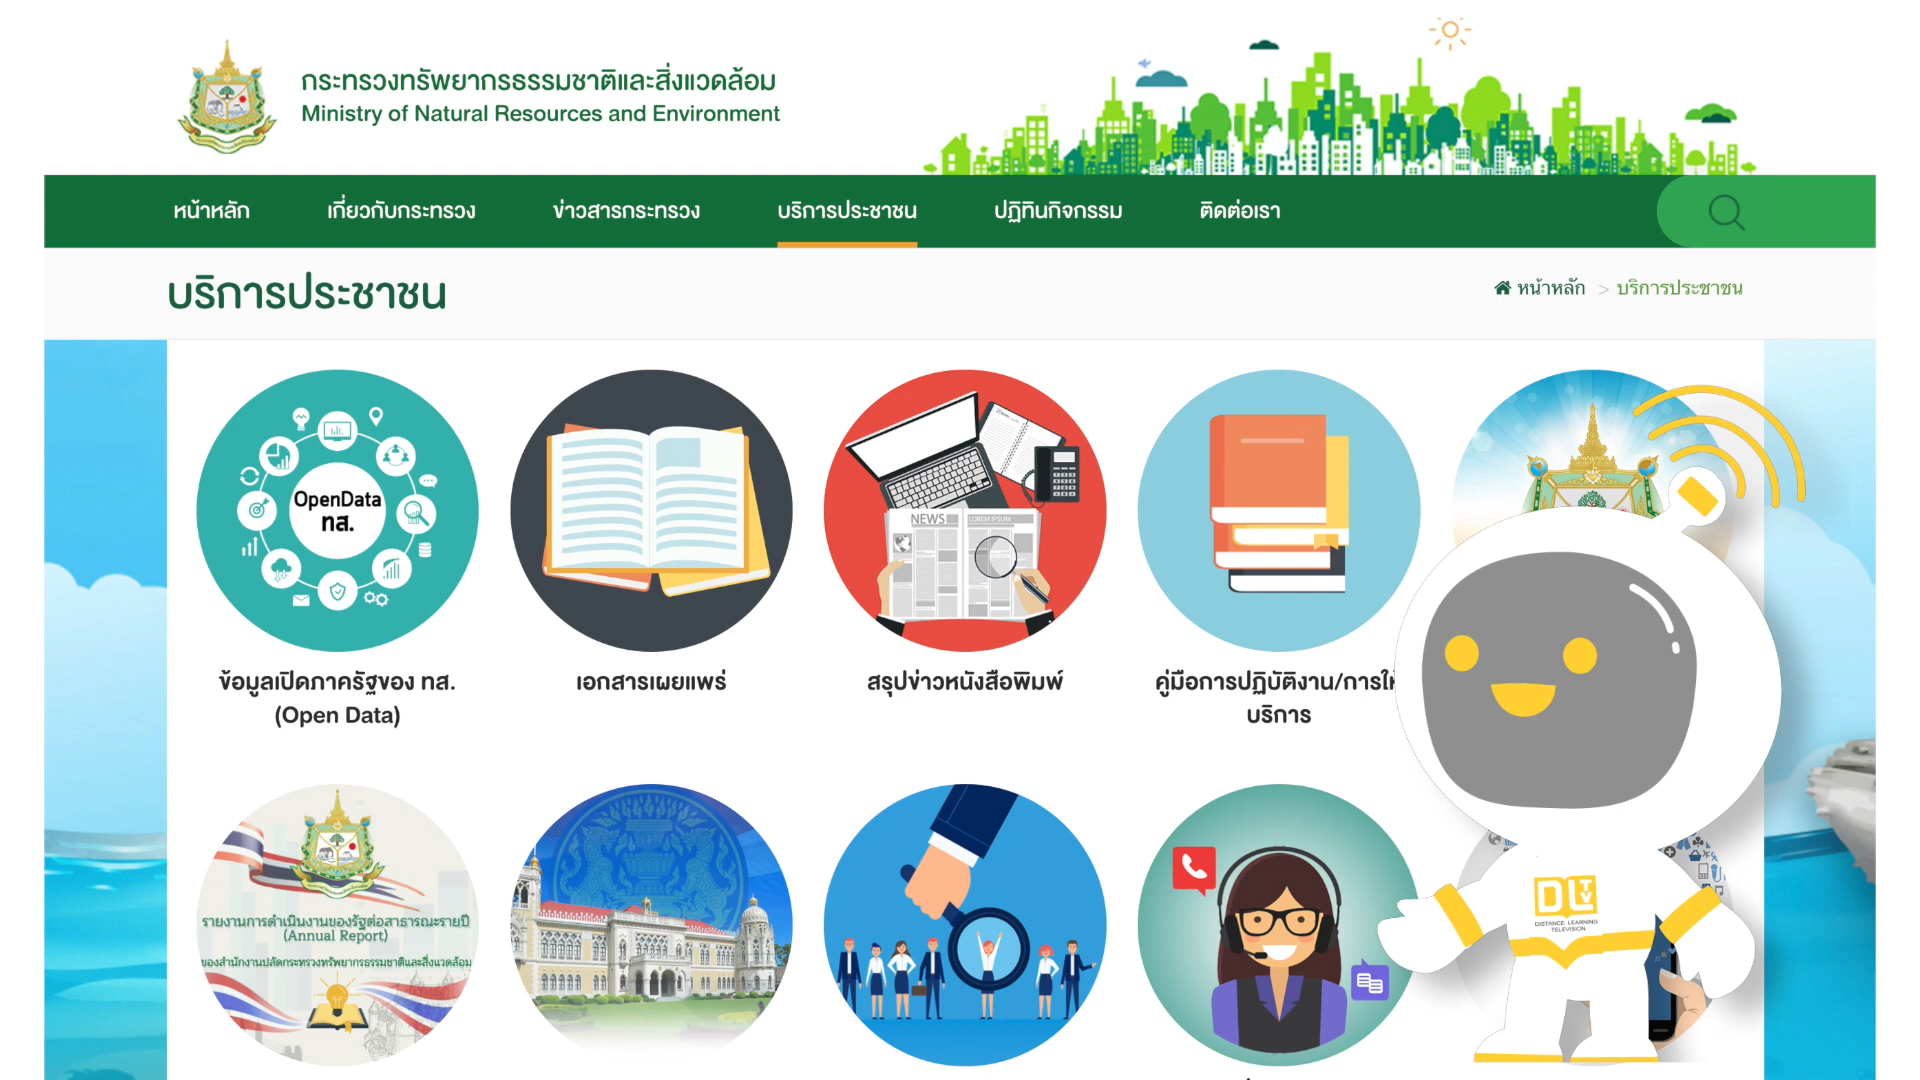 กระทรวงทรัพยากรธรรมชาติและสิ่งแวดล้อม
Ministry of Natural Resources and Environment
หน้าหลัก เกี่ยวกับกระทรวง ข่าวสารกระทรวง บริการประชาชน ปฏิทินกิจกรรม ติดต่อเรา
บริการประชาชน
หน้าหลัก > บริการประชาชน
OpenData
ทส.
NEWS LOREM IPSUM
ข้อมูลเปิดภาครัฐของ ทส.
(Open Data)
เอกสารเผยแพร่
สรุปข่าวหนังสือพิมพ์
คู่มือการปฏิบัติงาน/การให้
บริการ
รายงานการดำเนินงานของรัฐต่อสาธารณะรายปี
(Annual Report)
ของสำนักงานปลัดกระทรวงทรัพยากรธรรมชาติและสิ่งแวดล้อม
DLTV
DISTANCE LEARNING
TELEVISION